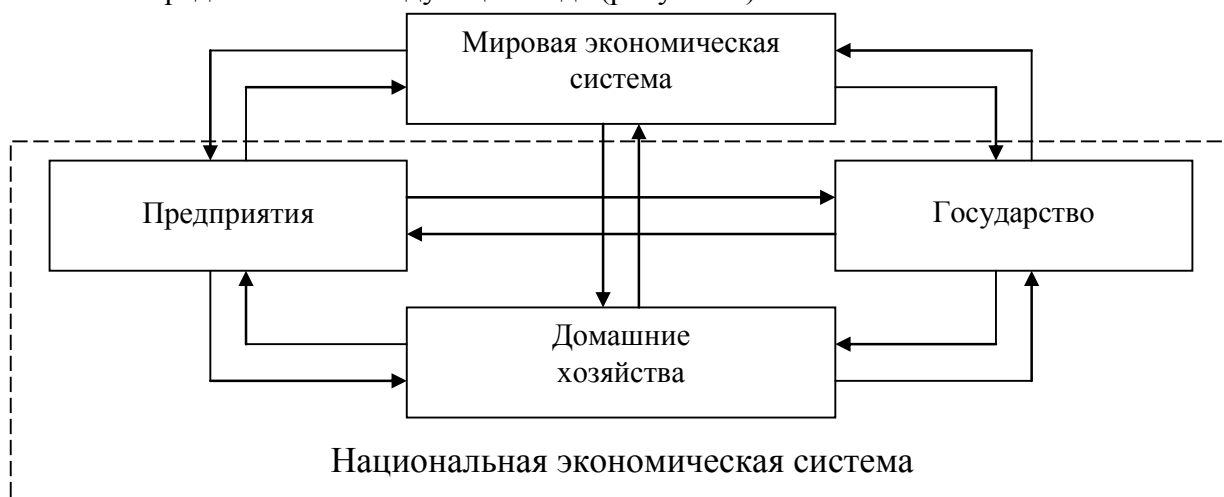 Мировая экономическая
система
Предприятия
Государство
Домашние
хозяйства
Национальная экономическая система